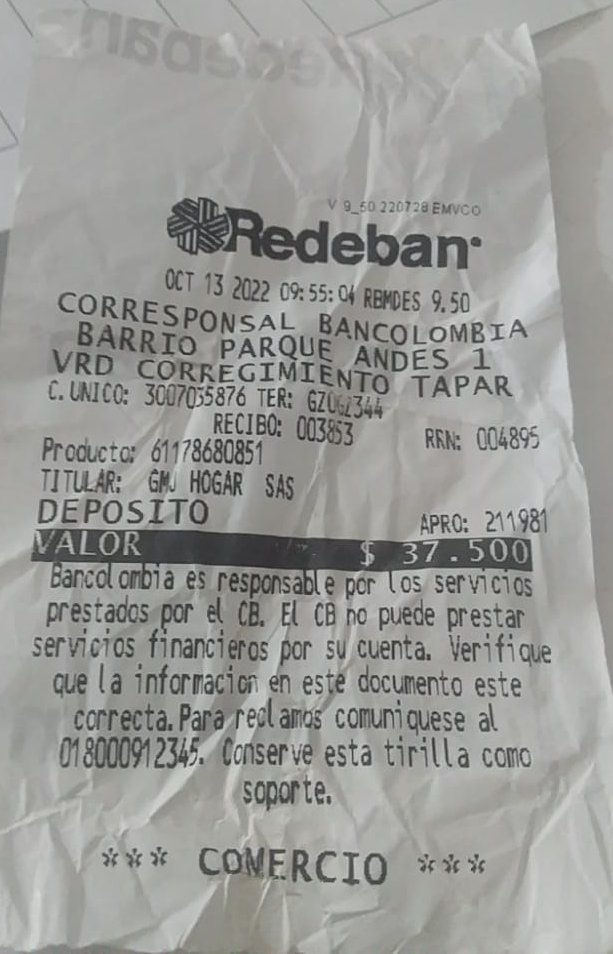 Redeban
V 9_50 220728 EMVCO
Redeban
OCT 13 2022 09:55:04 RBMDES 9.50
CORRESPONSAL BANCOLOMBIA
BARRIO PARQUE ANDES 1
VRD CORREGIMIENTO TAPAR
C. UNICO: 3007035876 TER:
RECIBO: 003853 RRN: 004895
Producto: 61178680851
TITULAR: GMJ HOGAR SAS
DEPOSITO APRO: 211981
VALOR $ 37.500
Bancolombia es responsable por los servicios
prestados por el CB. El CB no puede prestar
servicios financieros por su cuenta. Verifique
que la informacion en este documento este
correcta. Para reclamos comuniquese al
018000912345. Conserve esta tirilla como
soporte.
*** COMERCIO ***